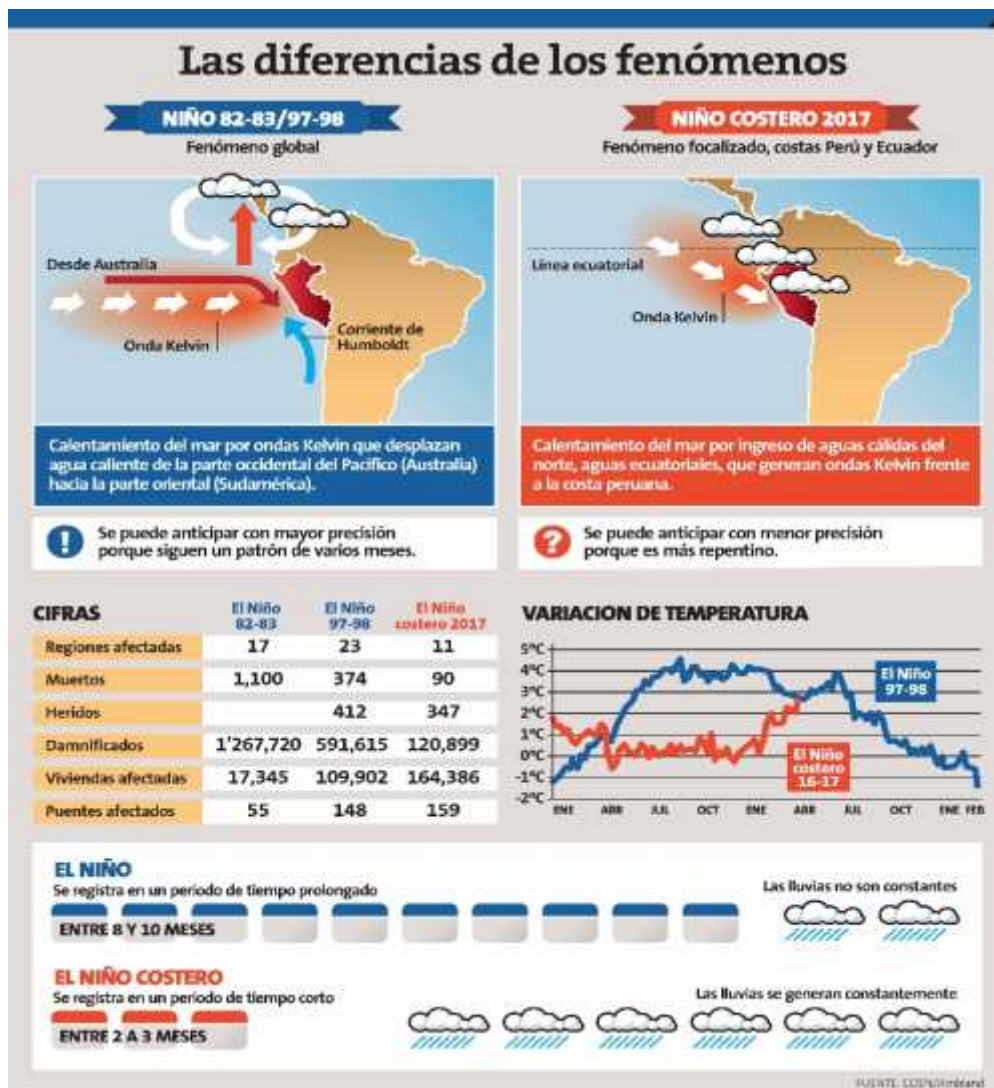 Las diferencias de los fenómenos
NIÑO 82-83/97-98
Fenómeno global
NIÑO COSTERO 2017
Fenómeno focalizado, costas Perú y Ecuador
Desde Australia
Onda Kelvin
Corriente de
Humboldt
Línea ecuatorial
Onda Kelvin
Calentamiento del mar por ondas Kelvin que desplazan
agua caliente de la parte occidental del Pacífico (Australia)
hacia la parte oriental (Sudamérica).
Calentamiento del mar por ingreso de aguas cálidas del
norte, aguas ecuatoriales, que generan ondas Kelvin frente
a la costa peruana.
! Se puede anticipar con mayor precisión
porque siguen un patrón de varios meses.
? Se puede anticipar con menor precisión
porque es más repentino.
CIFRAS El Niño 82-83 El Niño 97-98 El Niño costero 2017
Regiones afectadas 17 23 11
Muertos 1,100 374 90
Heridos 412 347
Damnificados 1'267,720 591,615 120,899
Viviendas afectadas 17,345 109,902 164,386
Puentes afectados 55 148 159
VARIACION DE TEMPERATURA
5°C
4°C
3°C
2°C
1°C
0°C
-1°C
-2°C
El Niño
97-98
El Niño
costero
16-17
ENE ABR JUL OCT ENE ABR JUL OCT ENE FEB
EL NIÑO
Se registra en un periodo de tiempo prolongado
ENTRE 8 Y 10 MESES
Las lluvias no son constantes
EL NIÑO COSTERO
Se registra en un periodo de tiempo corto
ENTRE 2 A 3 MESES
Las lluvias se generan constantemente
FUENTE: